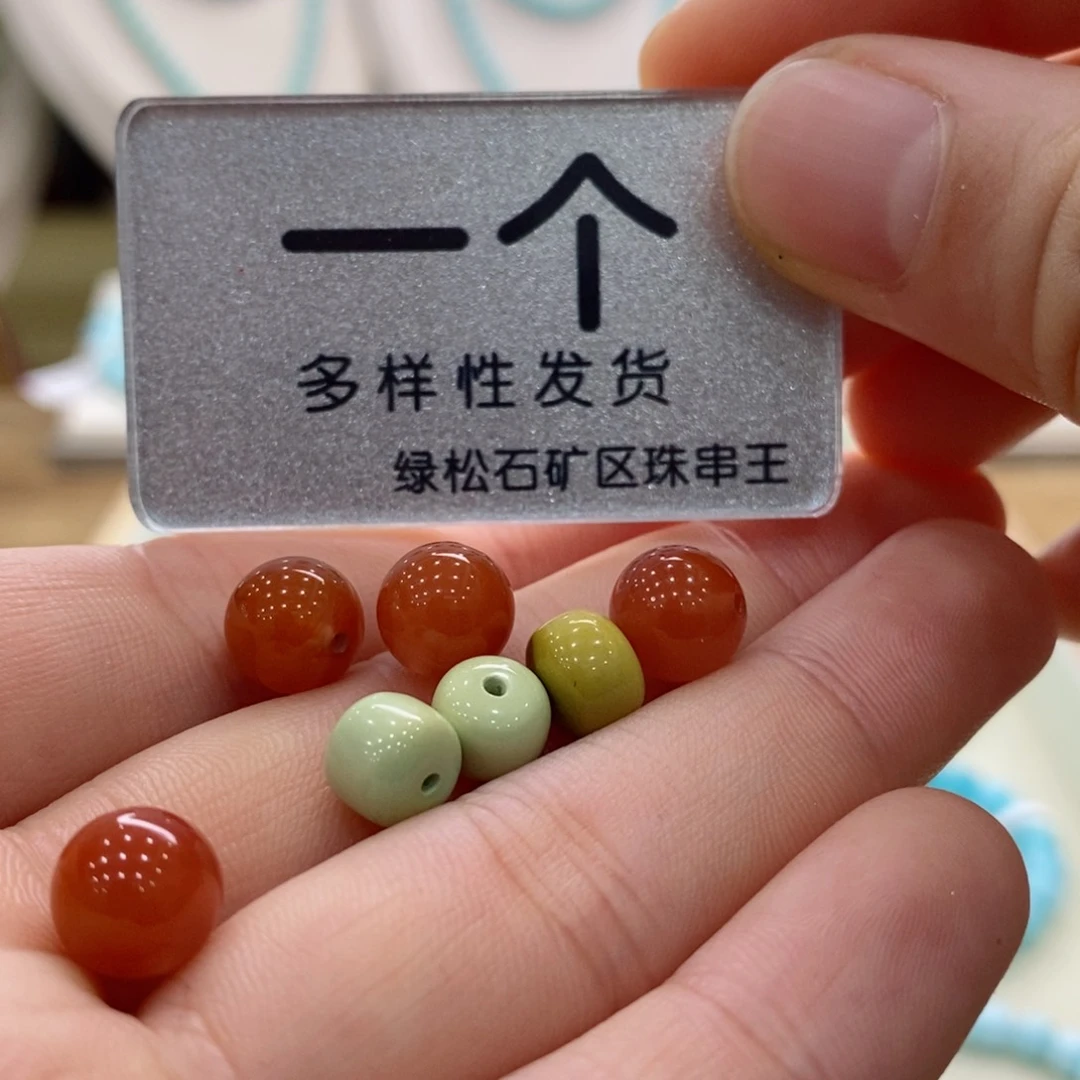 一个
多样性发货
绿松石矿区珠串王